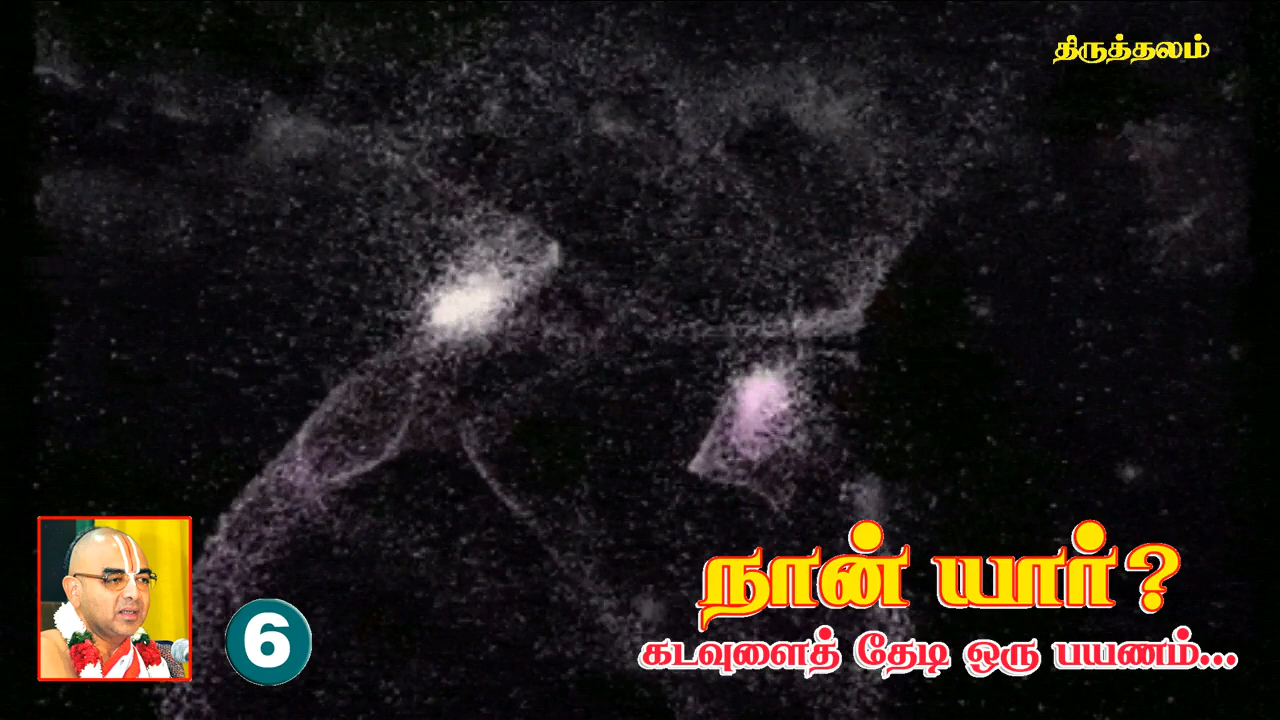 திருத்தலம்
6
நான் யார்?
கடவுளைத் தேடி ஒரு பயணம்...